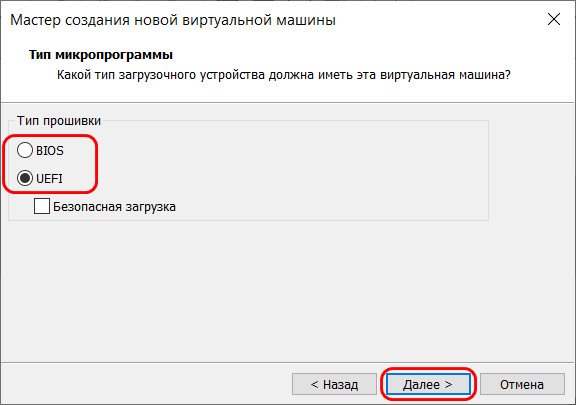 Мастер создания новой виртуальной машины
Тип микропрограммы
Какой тип загрузочного устройства должна иметь эта виртуальная машина?
Тип прошивки
BIOS
UEFI
Безопасная загрузка
< Назад
Далее >
Отмена